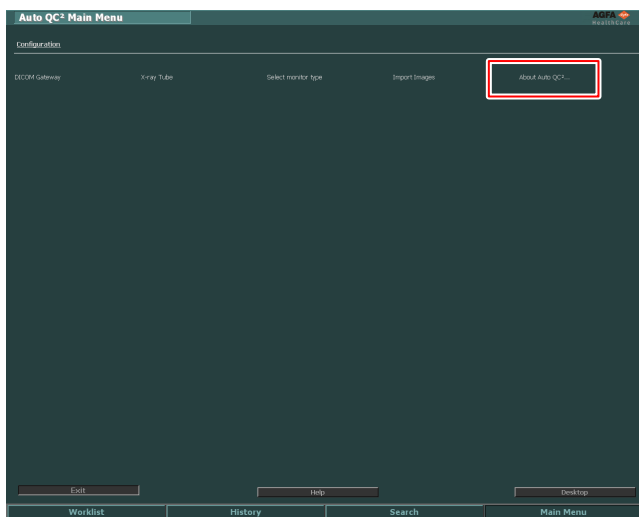 Auto QC² Main Menu
AGFA
HealthCare
Configuration
DICOM Gateway X-ray Tube Select monitor type Import Images About Auto QC²...
Exit Help Desktop
Worklist History Search Main Menu